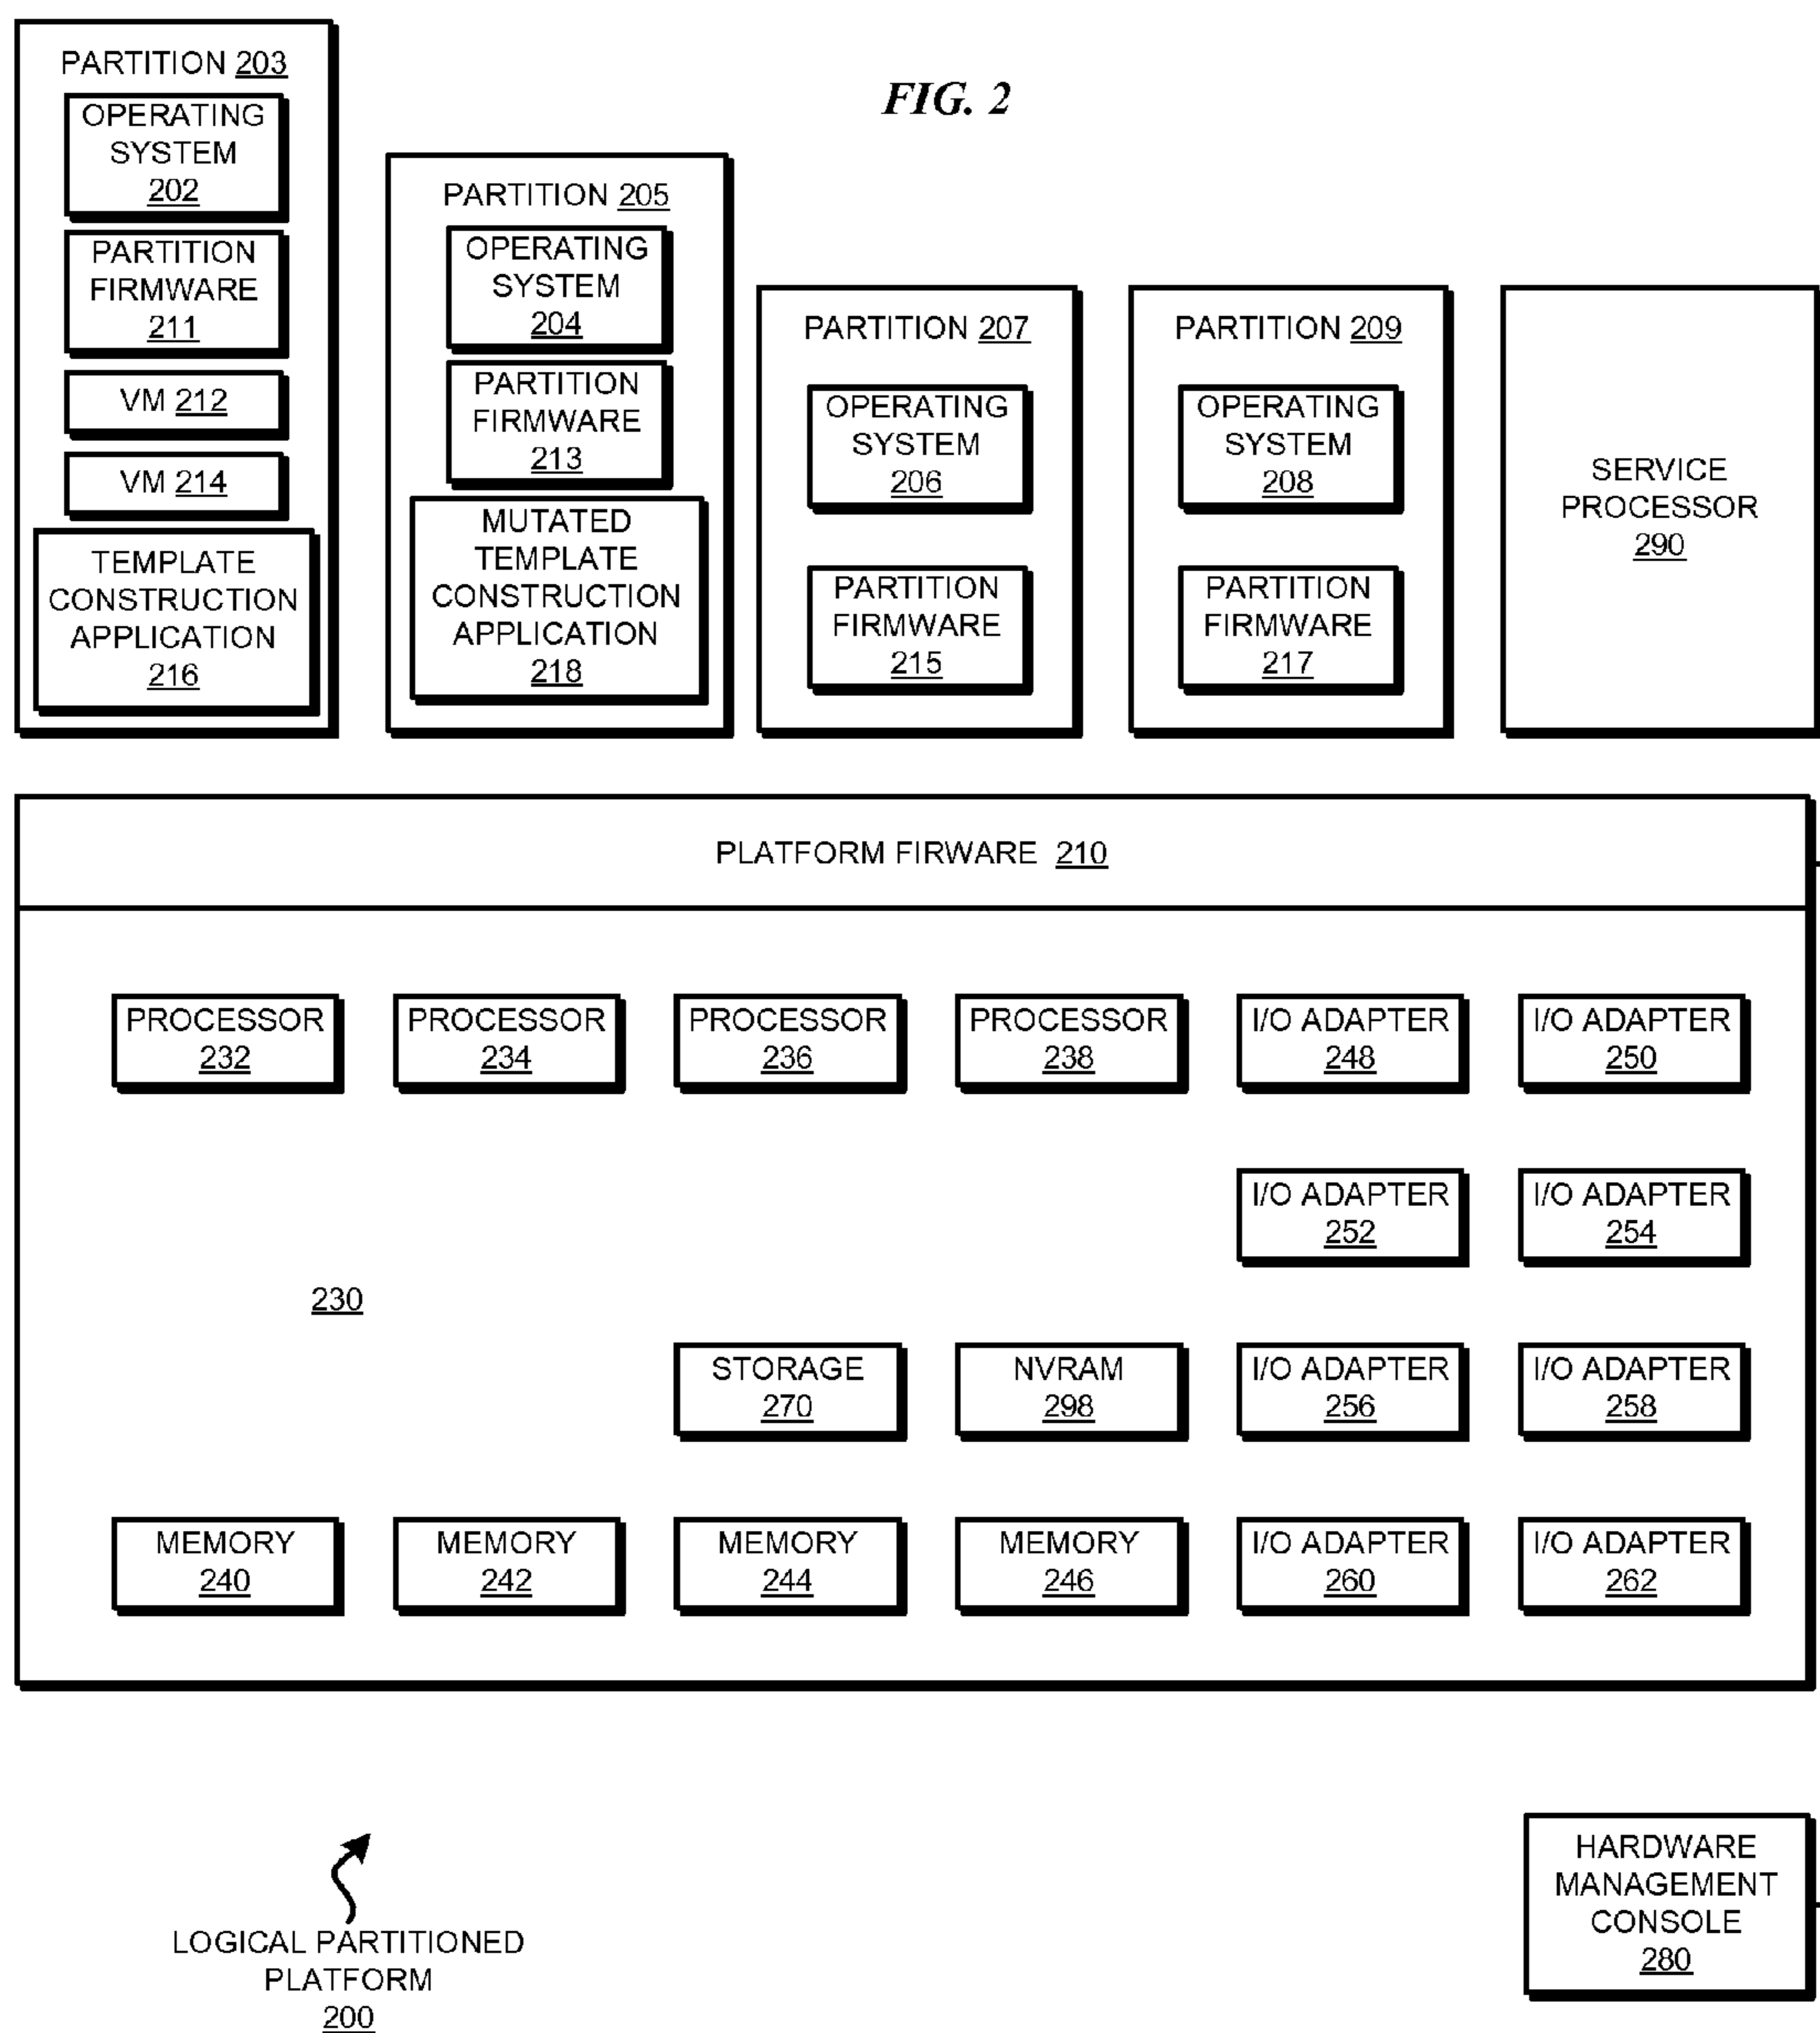 FIG. 2
PARTITION 203
OPERATING
SYSTEM
202
PARTITION
FIRMWARE
211
VM 212
VM 214
TEMPLATE
CONSTRUCTION
APPLICATION
216
PARTITION 205
OPERATING
SYSTEM
204
PARTITION
FIRMWARE
213
MUTATED
TEMPLATE
CONSTRUCTION
APPLICATION
218
PARTITION 207
OPERATING
SYSTEM
206
PARTITION
FIRMWARE
215
PARTITION 209
OPERATING
SYSTEM
208
PARTITION
FIRMWARE
217
SERVICE
PROCESSOR
290
PLATFORM FIRWARE 210
PROCESSOR
232
PROCESSOR
234
PROCESSOR
236
PROCESSOR
238
I/O ADAPTER
248
I/O ADAPTER
250
I/O ADAPTER
252
I/O ADAPTER
254
230
STORAGE
270
NVRAM
298
I/O ADAPTER
256
I/O ADAPTER
258
MEMORY
240
MEMORY
242
MEMORY
244
MEMORY
246
I/O ADAPTER
260
I/O ADAPTER
262
LOGICAL PARTITIONED
PLATFORM
200
HARDWARE
MANAGEMENT
CONSOLE
280